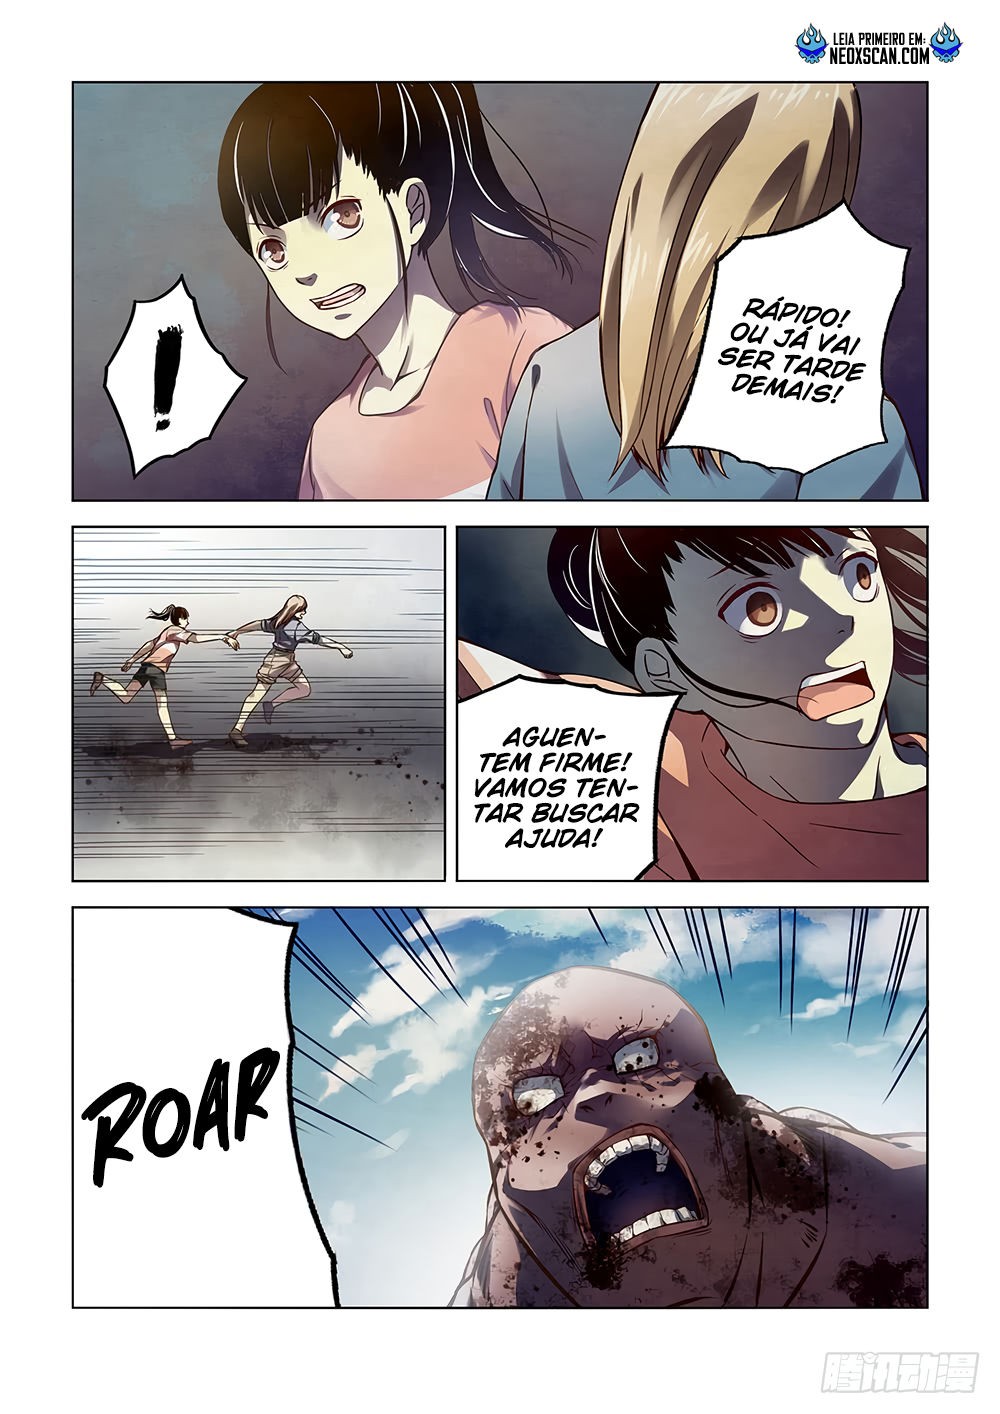 LEIA PRIMEIRO EM:
NEOXSCAN.COM
!
RÁPIDO!
OU JÁ VAI
SER TARDE
DEMAIS!
AGUEN-
TEM FIRME!
VAMOS TEN-
TAR BUSCAR
AJUDA!
ROAR
腾讯动漫